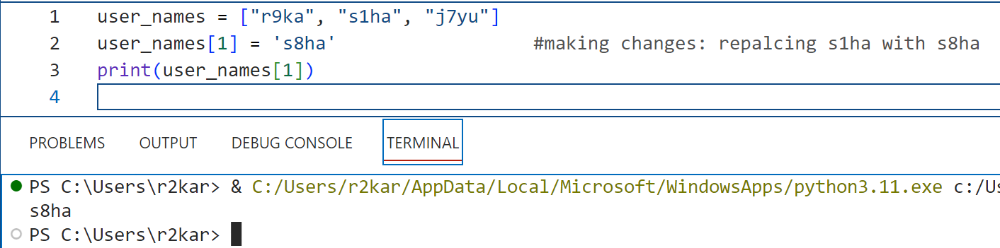 1 user_names = ["r9ka", "s1ha", "j7yu"]
2 user_names[1] = 's8ha' #making changes: repalcing s1ha with s8ha
3 print(user_names[1])
4
PROBLEMS OUTPUT DEBUG CONSOLE TERMINAL
PS C:\Users\r2kar> & C:/Users/r2kar/AppData/Local/Microsoft/WindowsApps/python3.11.exe c:/Us
s8ha
PS C:\Users\r2kar>